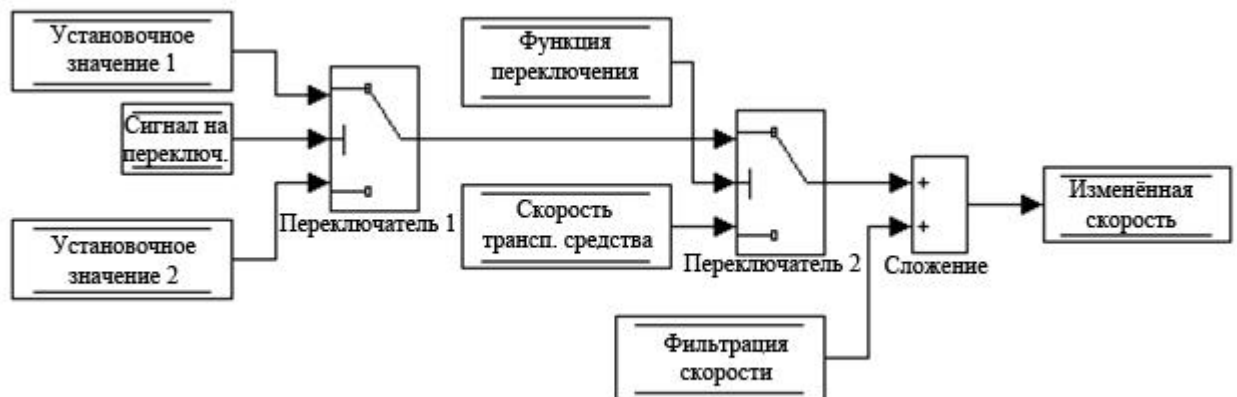 Установочное
значение 1
Функция
переключения
Сигнал на
переключ.
Переключатель 1
Установочное
значение 2
Скорость
трансп. средства
Переключатель 2
+
+
Сложение
Изменённая
скорость
Фильтрация
скорости